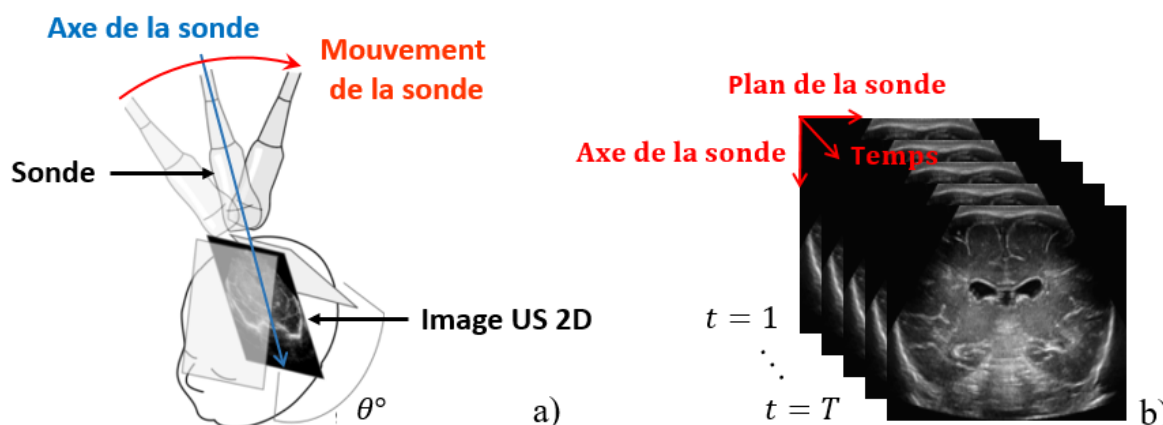 Axe de la sonde
Mouvement
de la sonde
Sonde
Image US 2D
θ°
a)
Plan de la sonde
Axe de la sonde
Temps
t = 1
⋱
t = T
b)